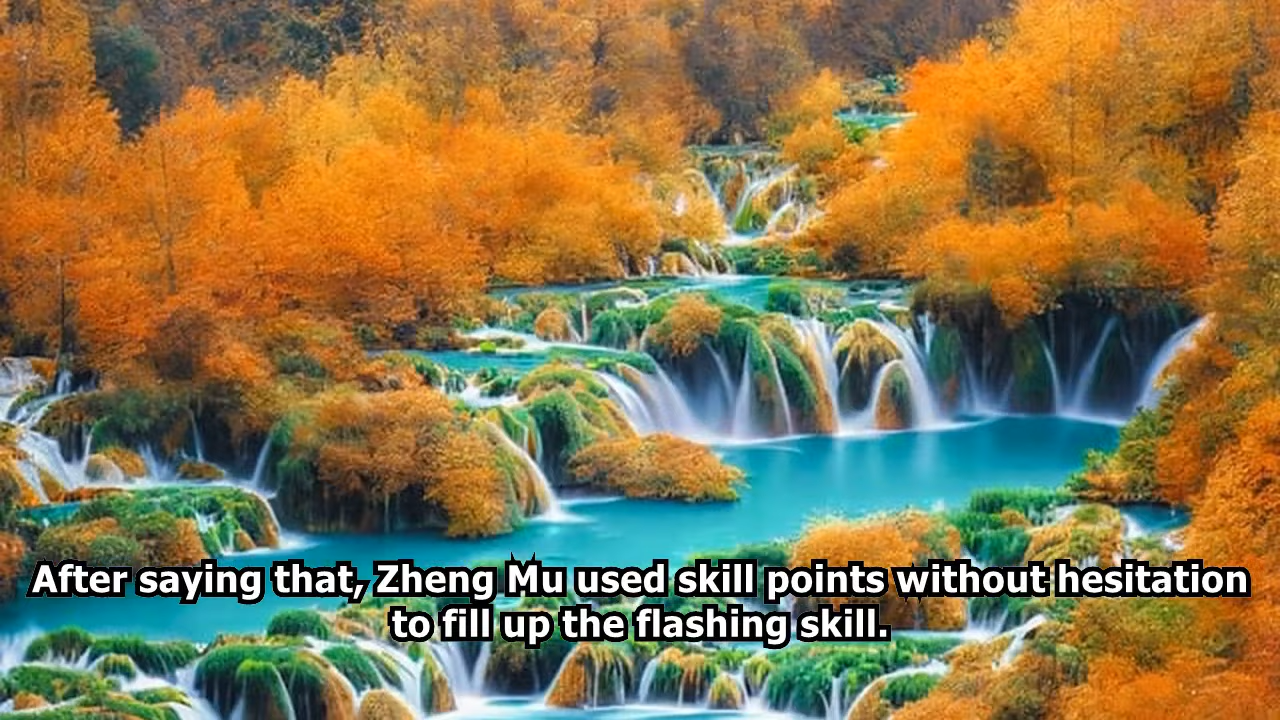 After saying that, Zheng Mu used skill points without hesitation
to fill up the flashing skill.